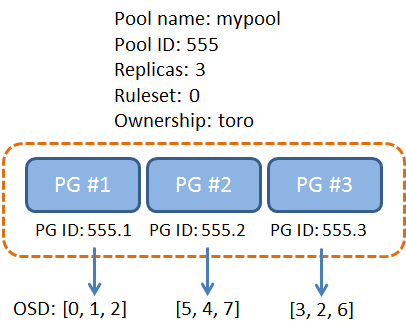 Pool name: mypool
Pool ID: 555
Replicas: 3
Ruleset: 0
Ownership: toro
PG #1 PG #2 PG #3
PG ID: 555.1 PG ID: 555.2 PG ID: 555.3
OSD: [0, 1, 2] [5, 4, 7] [3, 2, 6]